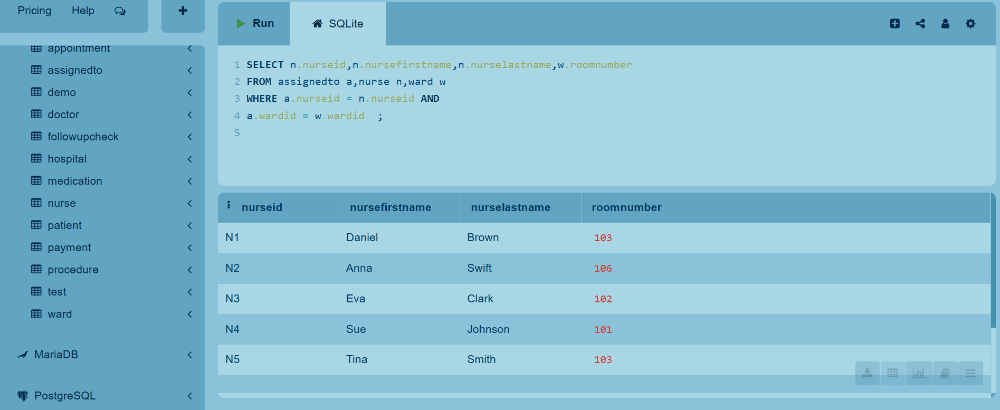 Pricing Help
Run SQLite
appointment
assignedto
demo
doctor
followupcheck
hospital
medication
nurse
patient
payment
procedure
test
ward
MariaDB
PostgreSQL
1 SELECT n.nurseid,n.nursefirstname,n.nurselastname,w.roomnumber
2 FROM assignedto a,nurse n,ward w
3 WHERE a.nurseid = n.nurseid AND
4 a.wardid = w.wardid  ;
5
nurseid nursefirstname nurselastname roomnumber
N1 Daniel Brown 103
N2 Anna Swift 106
N3 Eva Clark 102
N4 Sue Johnson 101
N5 Tina Smith 103